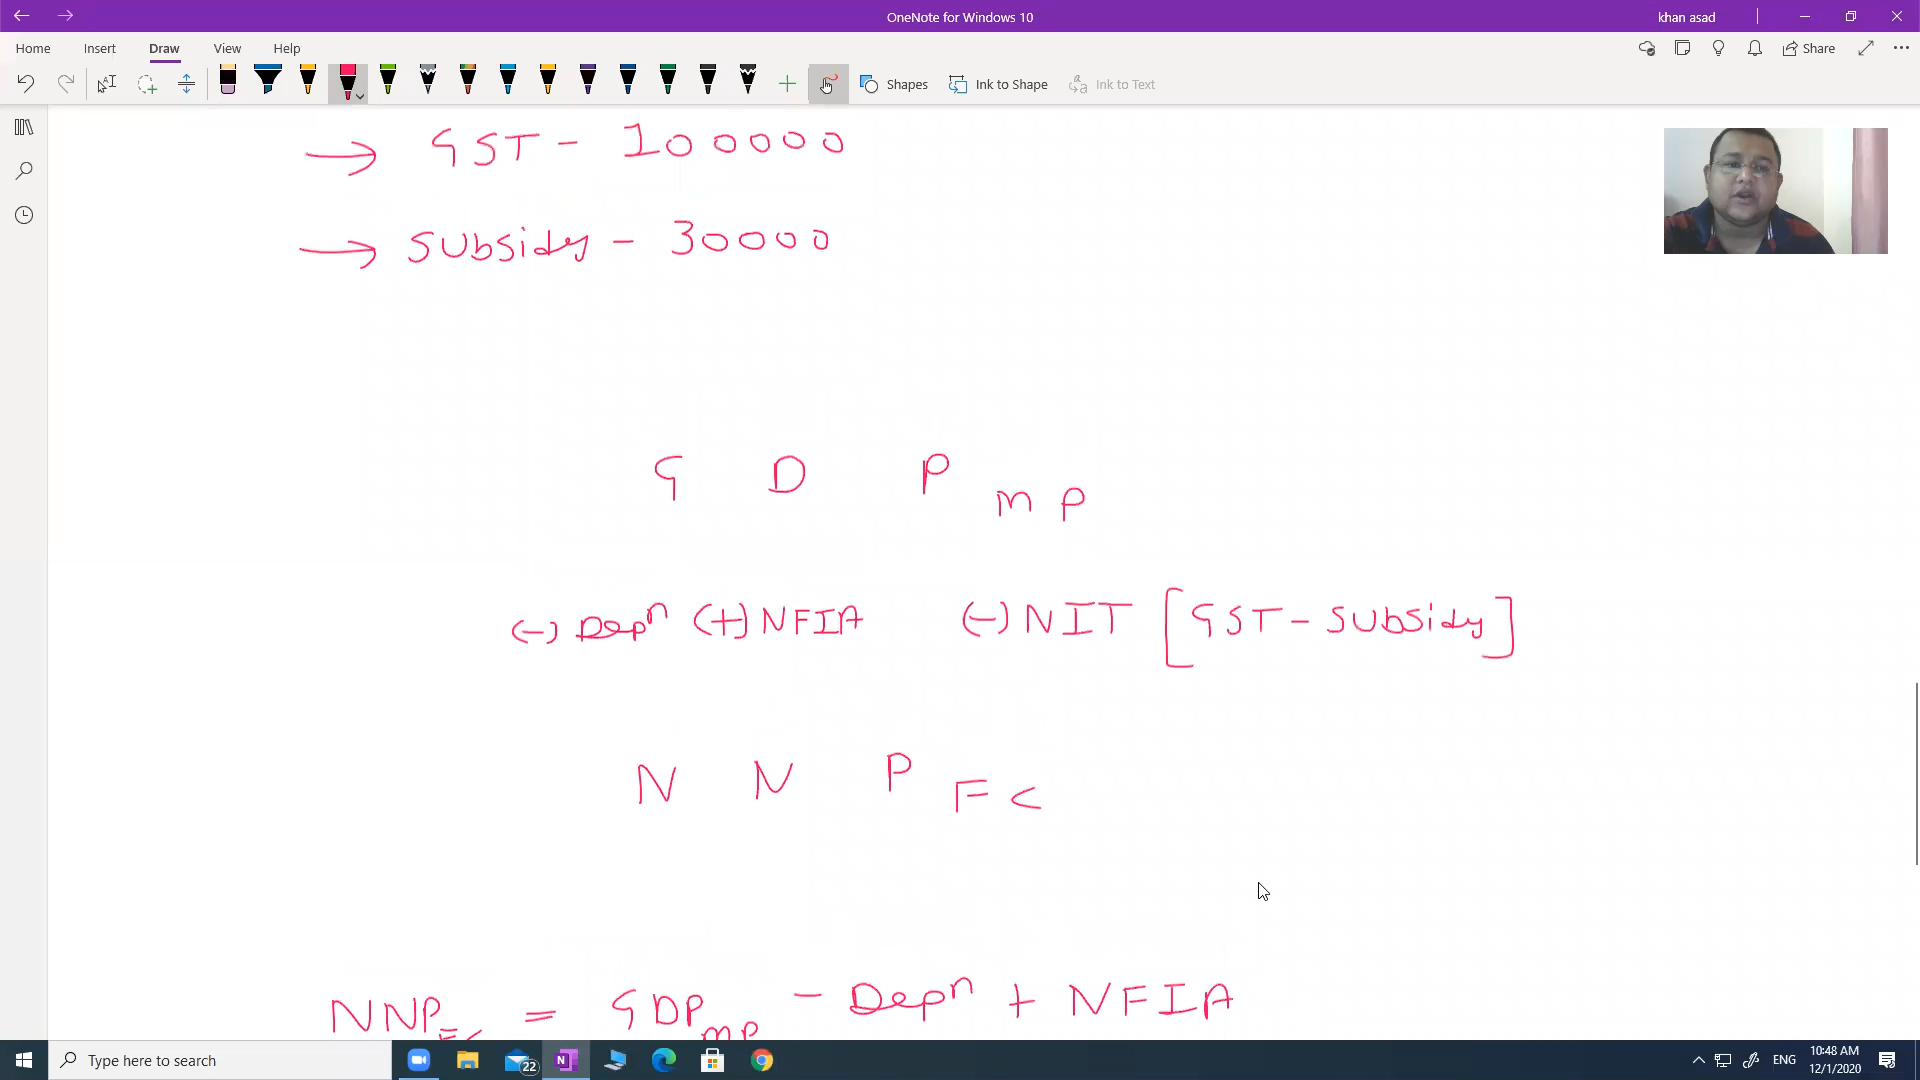 OneNote for Windows 10
khan asad
Home Insert Draw View Help
Share
Shapes Ink to Shape Ink to Text
→ GST - 100000
→ Subsidy - 30000
G D P mp
(-) Depn (+) NFIA (-) NIT [GST - Subsidy]
N N P FC
NNP FC = GDP mp - Depn + NFIA
Type here to search
22
ENG
10:48 AM
12/1/2020